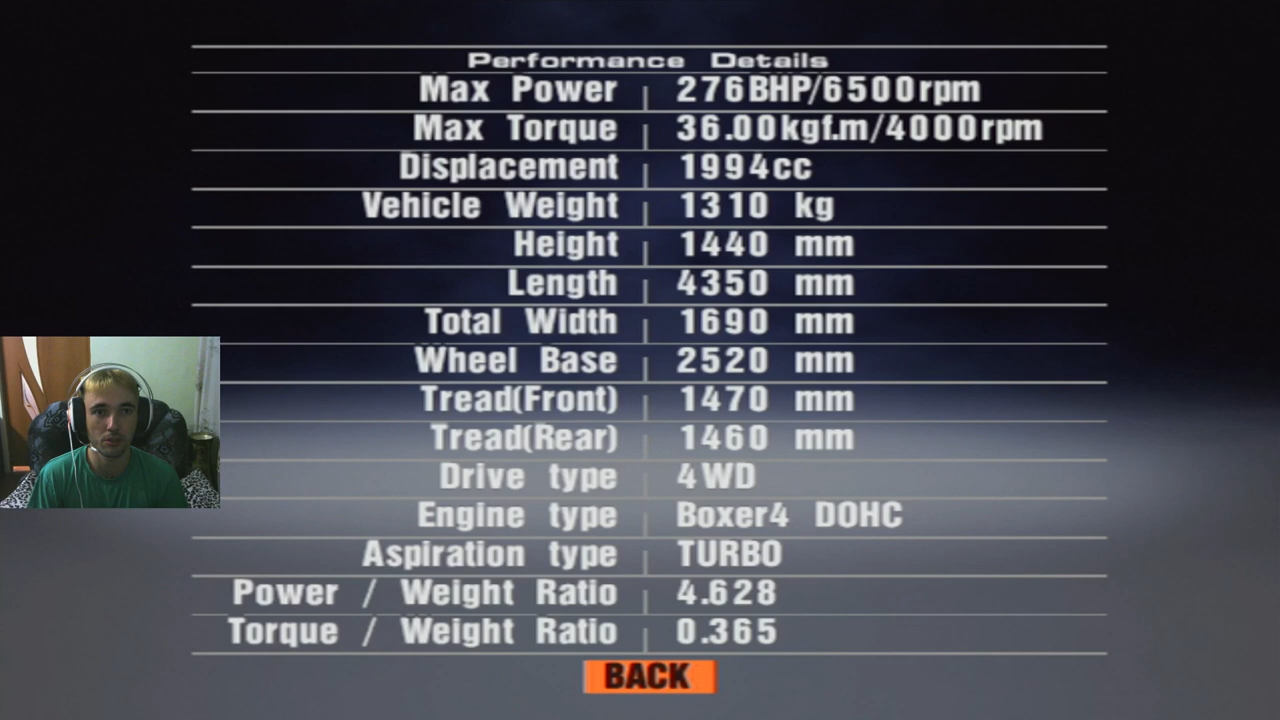 Performance Details
Max Power | 276BHP/6500rpm
Max Torque | 36.00kgf.m/4000rpm
Displacement | 1994cc
Vehicle Weight | 1310 kg
Height | 1440 mm
Length | 4350 mm
Total Width | 1690 mm
Wheel Base | 2520 mm
Tread(Front) | 1470 mm
Tread(Rear) | 1460 mm
Drive type | 4WD
Engine type | Boxer4 DOHC
Aspiration type | TURBO
Power / Weight Ratio | 4.628
Torque / Weight Ratio | 0.365
BACK